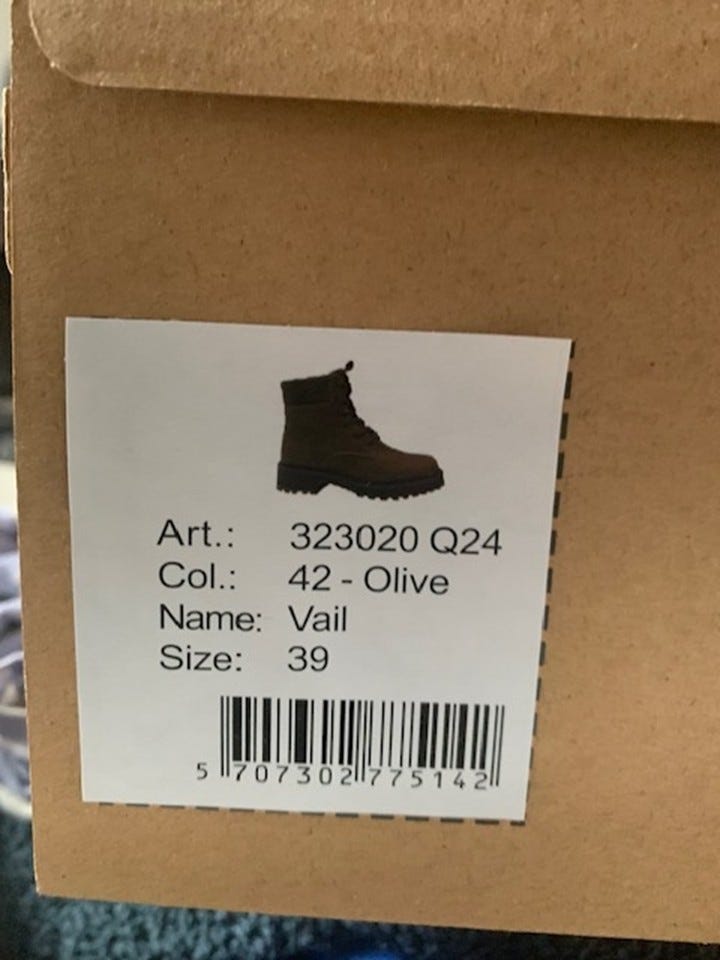 Art.: 323020 Q24
Col.: 42 - Olive
Name: Vail
Size: 39
5 707302 775142